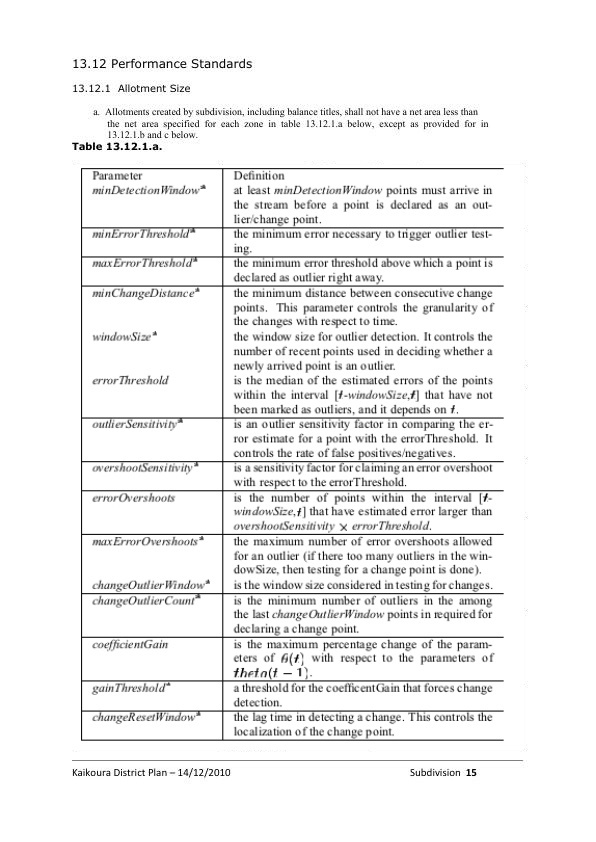 13.12 Performance Standards
13.12.1 Allotment Size
a. Allotments created by subdivision, including balance titles, shall not have a net area less than
the net area specified for each zone in table 13.12.1.a below, except as provided for in
13.12.1.b and c below.
Table 13.12.1.a.
Parameter Definition
minDetectionWindow* at least minDetectionWindow points must arrive in
the stream before a point is declared as an out-
lier/change point.
minErrorThreshold* the minimum error necessary to trigger outlier test-
ing.
maxErrorThreshold* the minimum error threshold above which a point is
declared as outlier right away.
minChangeDistance* the minimum distance between consecutive change
points. This parameter controls the granularity of
the changes with respect to time.
windowSize* the window size for outlier detection. It controls the
number of recent points used in deciding whether a
newly arrived point is an outlier.
errorThreshold is the median of the estimated errors of the points
within the interval [t-windowSize,t] that have not
been marked as outliers, and it depends on t.
outlierSensitivity* is an outlier sensitivity factor in comparing the er-
ror estimate for a point with the errorThreshold. It
controls the rate of false positives/negatives.
overshootSensitivity* is a sensitivity factor for claiming an error overshoot
with respect to the errorThreshold.
errorOvershoots is the number of points within the interval [t-
windowSize,t] that have estimated error larger than
overshootSensitivity × errorThreshold.
maxErrorOvershoots* the maximum number of error overshoots allowed
for an outlier (if there too many outliers in the win-
dowSize, then testing for a change point is done).
changeOutlierWindow* is the window size considered in testing for changes.
changeOutlierCount* is the minimum number of outliers in the among
the last changeOutlierWindow points in required for
declaring a change point.
coefficientGain is the maximum percentage change of the param-
eters of θ(t) with respect to the parameters of
theta(t − 1).
gainThreshold* a threshold for the coefficentGain that forces change
detection.
changeResetWindow* the lag time in detecting a change. This controls the
localization of the change point.
Kaikoura District Plan – 14/12/2010 Subdivision 15